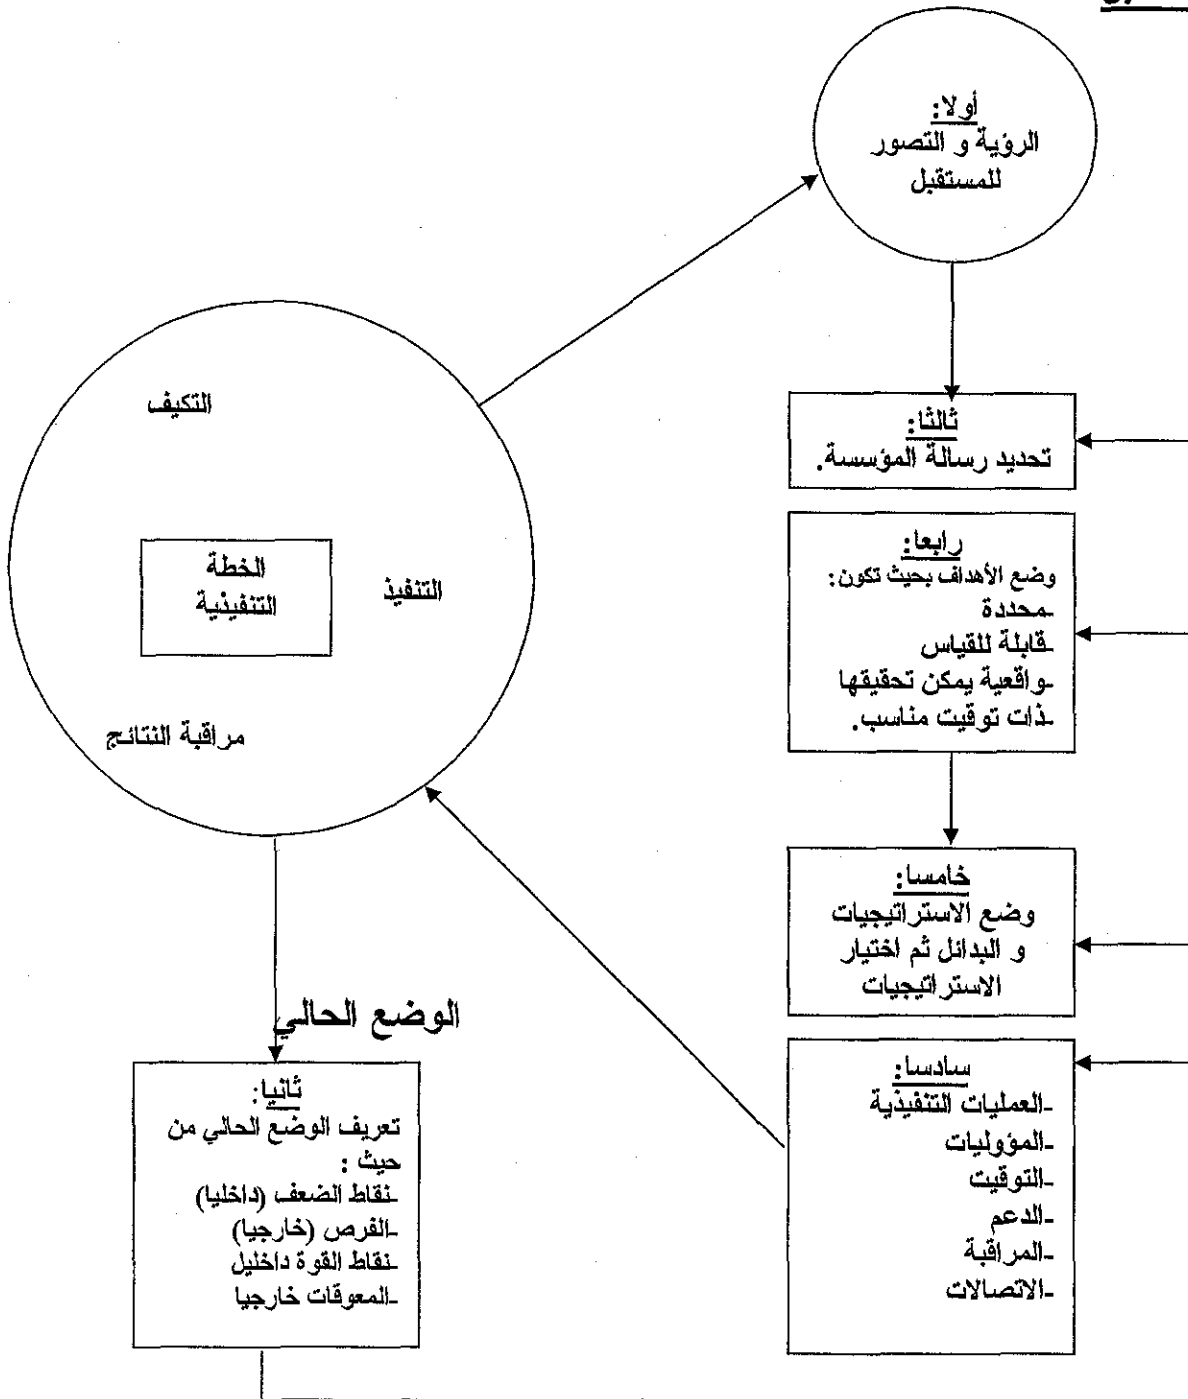 أولا:
الرؤية و التصور
للمستقبل
ثالثا:
تحديد رسالة المؤسسة.
رابعا:
وضع الأهداف بحيث تكون:
-محددة
-قابلة للقياس
-واقعية يمكن تحقيقها
-ذات توقيت مناسب.
خامسا:
وضع الاستراتيجيات
و البدائل ثم اختيار
الاستراتيجيات
سادسا:
-العمليات التنفيذية
-المؤوليات
-التوقيت
-الدعم
-المراقبة
-الاتصالات
التكيف
الخطة
التنفيذية
التنفيذ
مراقبة النتائج
الوضع الحالي
ثانيا:
تعريف الوضع الحالي من
حيث :
-نقاط الضعف (داخليا)
-الفرص (خارجيا)
-نقاط القوة داخليل
-المعوقات خارجيا